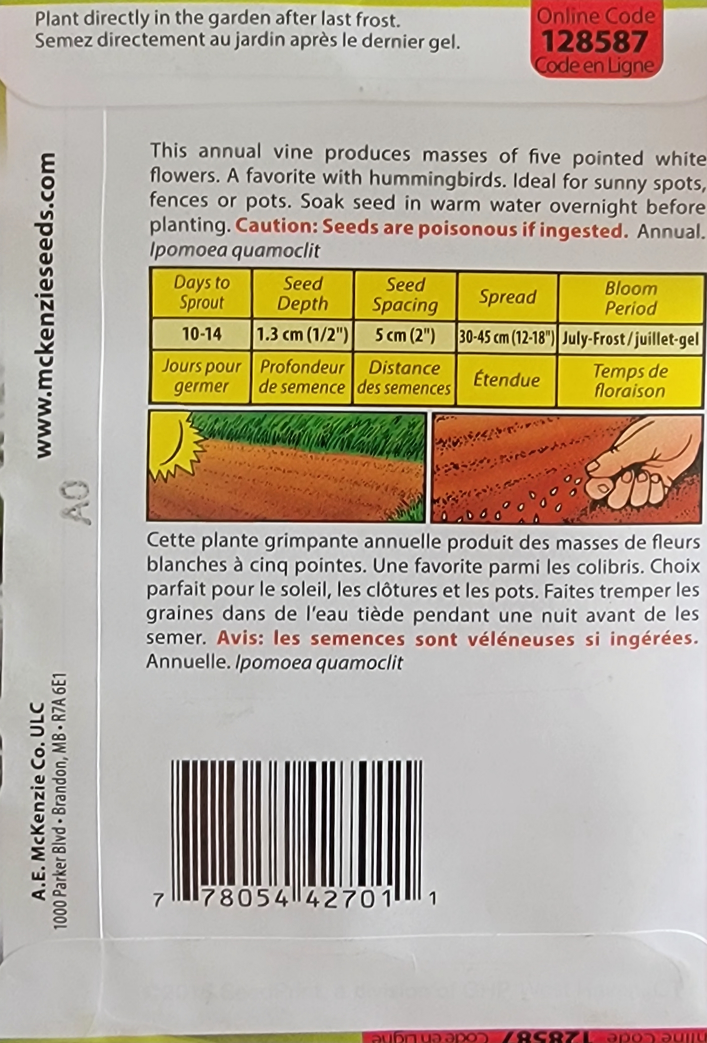 Plant directly in the garden after last frost.
Semez directement au jardin après le dernier gel.
Online Code
128587
Code en Ligne
This annual vine produces masses of five pointed white
flowers. A favorite with hummingbirds. Ideal for sunny spots,
fences or pots. Soak seed in warm water overnight before
planting. Caution: Seeds are poisonous if ingested. Annual.
Ipomoea quamoclit
Days to Sprout
Seed Depth
Seed Spacing
Spread
Bloom Period
10-14
1.3 cm (1/2")
5 cm (2")
30-45 cm (12-18")
July-Frost / juillet-gel
Jours pour germer
Profondeur de semence
Distance des semences
Étendue
Temps de floraison
Cette plante grimpante annuelle produit des masses de fleurs
blanches à cinq pointes. Une favorite parmi les colibris. Choix
parfait pour le soleil, les clôtures et les pots. Faites tremper les
graines dans de l'eau tiède pendant une nuit avant de les
semer. Avis: les semences sont véléneuses si ingérées.
Annuelle. Ipomoea quamoclit
7 78054 42701 1
www.mckenzieseeds.com
A0
A.E. McKenzie Co. ULC
1000 Parker Blvd • Brandon, MB • R7A 6E1
Online Code 128587 Code en Ligne